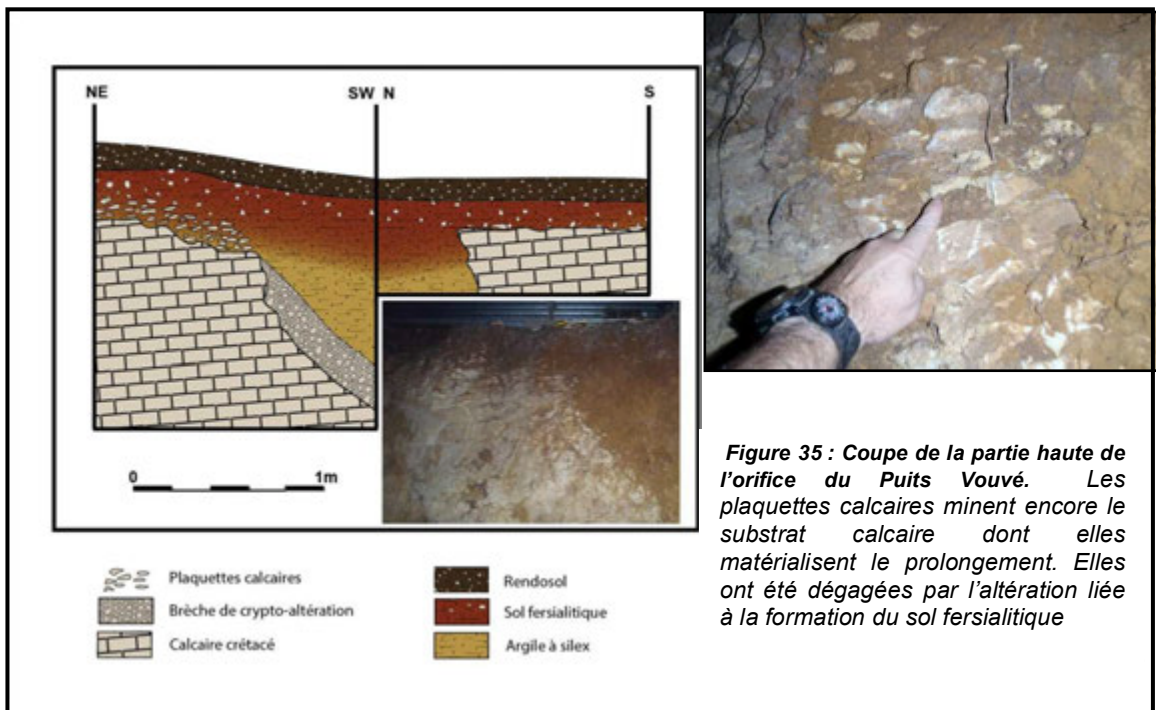 NE
SW N
S
0
1m
Plaquettes calcaires
Brèche de crypto-altération
Calcaire crétacé
Rendosol
Sol fersialitique
Argile à silex
Figure 35 : Coupe de la partie haute de
l'orifice du Puits Vouvé. Les
plaquettes calcaires minent encore le
substrat calcaire dont elles
matérialisent le prolongement. Elles
ont été dégagées par l'altération liée
à la formation du sol fersialitique